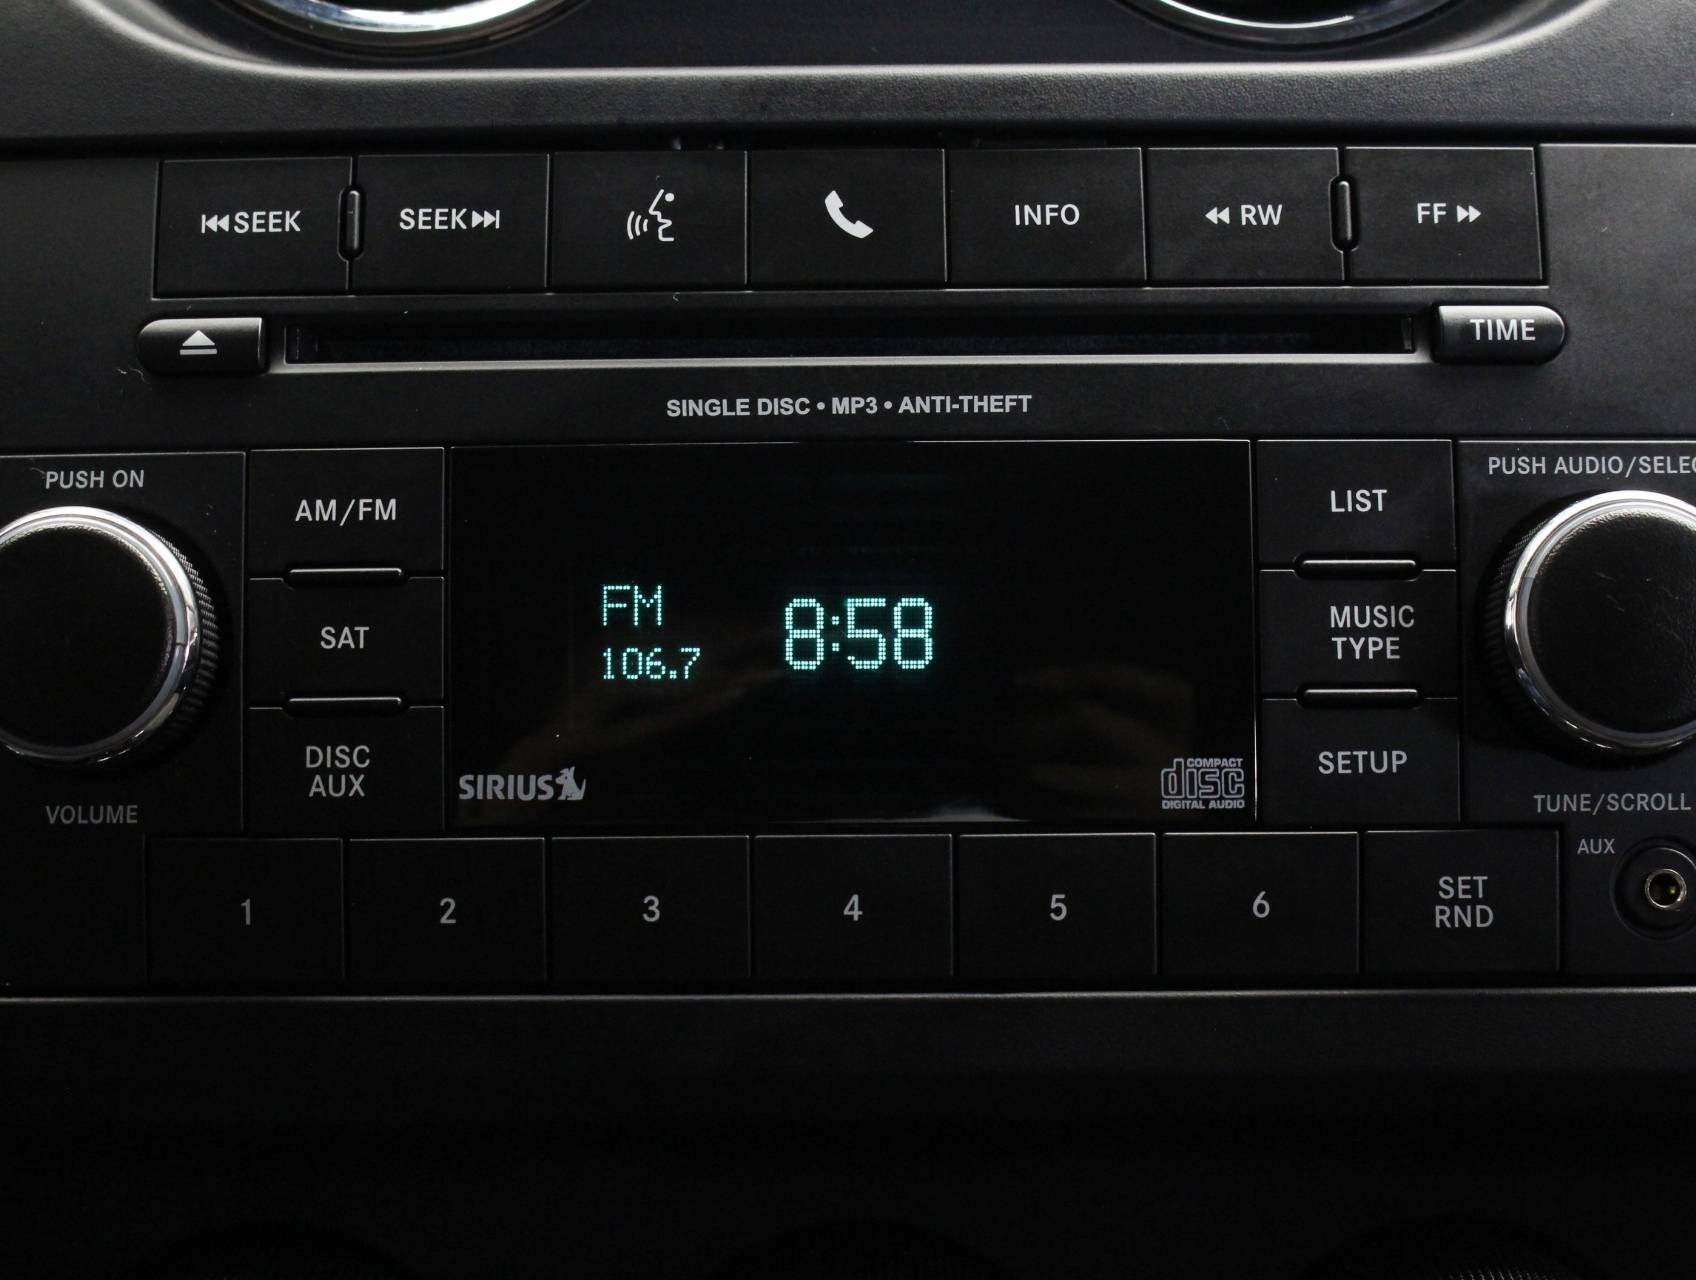 SEEK
SEEK
INFO
RW
FF
TIME
SINGLE DISC • MP3 • ANTI-THEFT
PUSH ON
AM/FM
LIST
PUSH AUDIO/SELEC
FM
106.7
8:58
SAT
MUSIC
TYPE
DISC
AUX
SIRIUS
COMPACT
disc
DIGITAL AUDIO
SETUP
VOLUME
TUNE/SCROLL
AUX
1
2
3
4
5
6
SET
RND